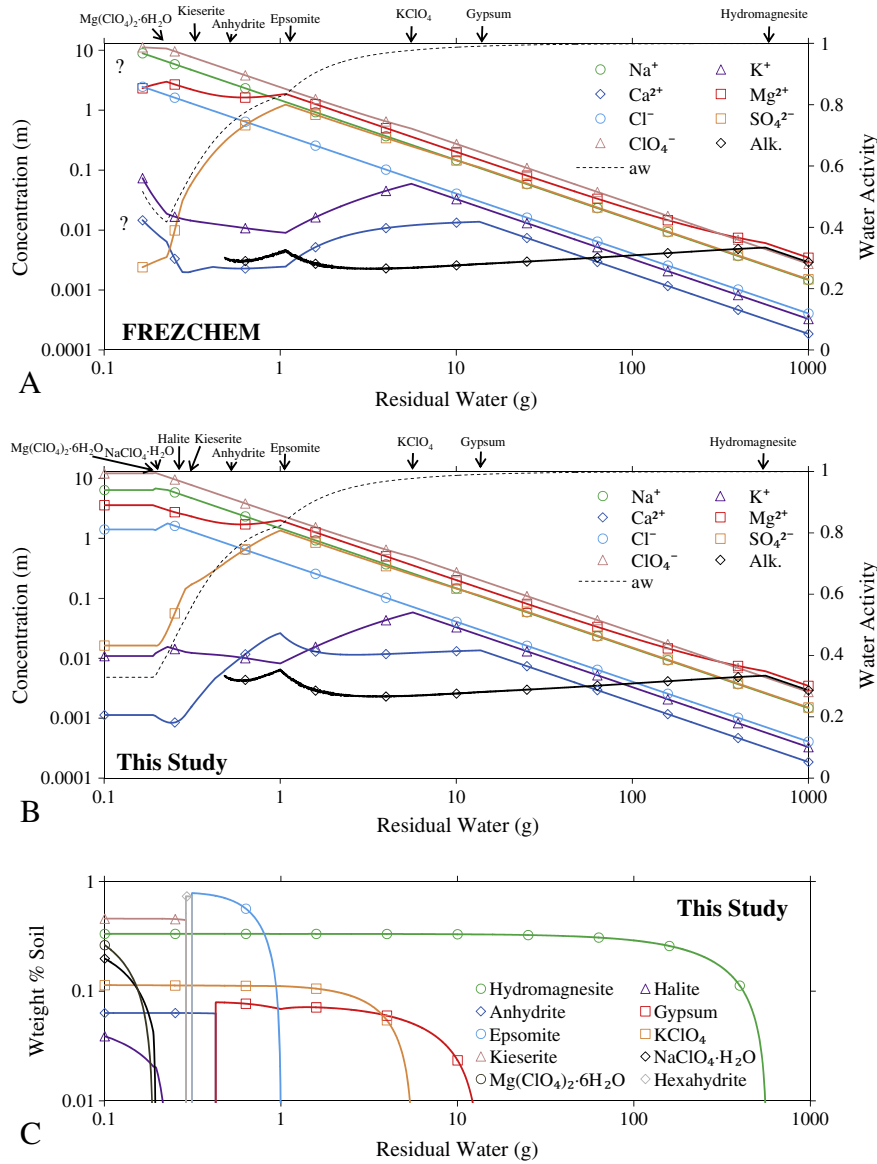 Mg(ClO₄)₂·6H₂O Kieserite Anhydrite Epsomite KClO₄ Gypsum Hydromagnesite
10
1
0.1
0.01
0.001
0.0001
Concentration (m)
?
?
Na⁺ K⁺
Ca²⁺ Mg²⁺
Cl⁻ SO₄²⁻
ClO₄⁻ Alk.
aw
1
0.8
0.6
0.4
0.2
0
Water Activity
FREZCHEM
0.1 1 10 100 1000
Residual Water (g)
A
Mg(ClO₄)₂·6H₂O NaClO₄·H₂O Halite Kieserite Anhydrite Epsomite KClO₄ Gypsum Hydromagnesite
10
1
0.1
0.01
0.001
0.0001
Concentration (m)
Na⁺ K⁺
Ca²⁺ Mg²⁺
Cl⁻ SO₄²⁻
ClO₄⁻ Alk.
aw
1
0.8
0.6
0.4
0.2
0
Water Activity
This Study
0.1 1 10 100 1000
Residual Water (g)
B
1
0.1
0.01
Wteight % Soil
This Study
Hydromagnesite Halite
Anhydrite Gypsum
Epsomite KClO₄
Kieserite NaClO₄·H₂O
Mg(ClO₄)₂·6H₂O Hexahydrite
0.1 1 10 100 1000
Residual Water (g)
C